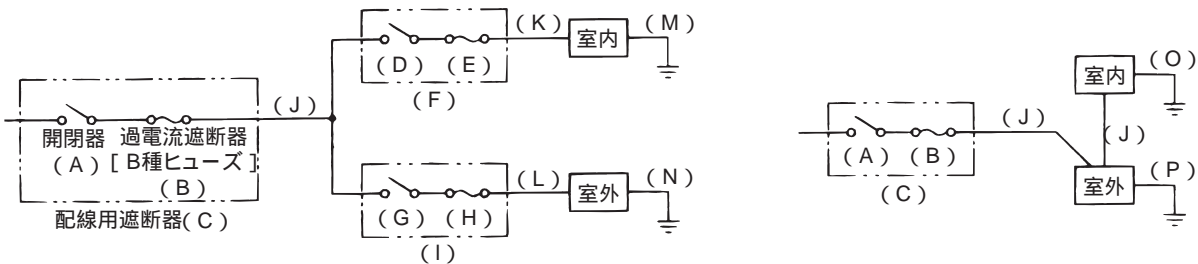 (K)
室内
(M)
(D) (E)
(F)
(J)
開閉器 過電流遮断器
(A) [B種ヒューズ]
(B)
配線用遮断器(C)
(L)
室外
(N)
(G) (H)
(I)
室内
(O)
(J)
(J)
(A) (B)
(C)
室外
(P)